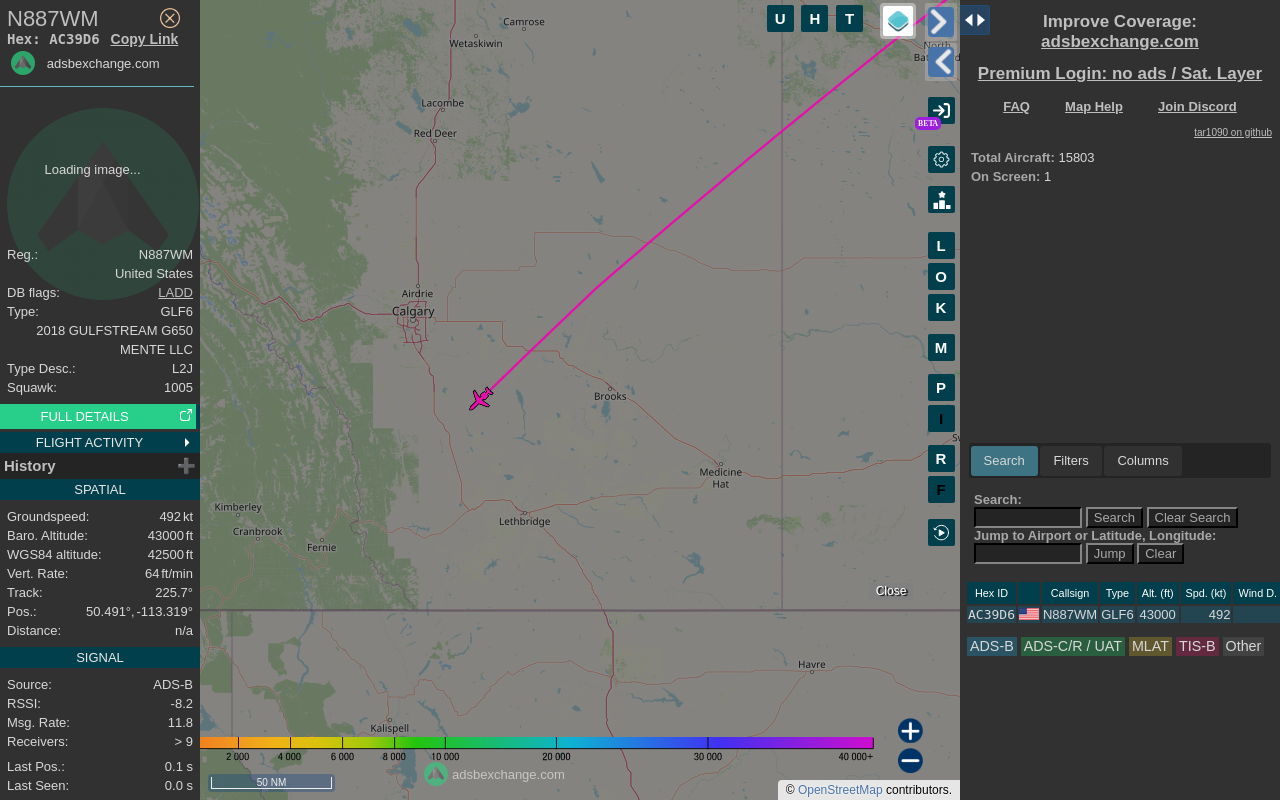 N887WM
Hex: AC39D6 Copy Link
adsbexchange.com
Loading image...
Reg.: N887WM
United States
DB flags: LADD
Type: GLF6
2018 GULFSTREAM G650
MENTE LLC
Type Desc.: L2J
Squawk: 1005
FULL DETAILS
FLIGHT ACTIVITY
History
SPATIAL
Groundspeed: 492 kt
Baro. Altitude: 43000 ft
WGS84 altitude: 42500 ft
Vert. Rate: 64 ft/min
Track: 225.7°
Pos.: 50.491°, -113.319°
Distance: n/a
SIGNAL
Source: ADS-B
RSSI: -8.2
Msg. Rate: 11.8
Receivers: > 9
Last Pos.: 0.1 s
Last Seen: 0.0 s
Camrose
Wetaskiwin
Lacombe
Red Deer
Airdrie
Calgary
Brooks
Medicine
Hat
Lethbridge
Kimberley
Cranbrook
Fernie
Havre
Kalispell
North
U H T
BETA
L
O
K
M
P
I
R
F
Close
2 000 4 000 6 000 8 000 10 000 20 000 30 000 40 000+
50 NM
adsbexchange.com
© OpenStreetMap contributors.
Improve Coverage:
adsbexchange.com
Premium Login: no ads / Sat. Layer
FAQ Map Help Join Discord
tar1090 on github
Total Aircraft: 15803
On Screen: 1
Search Filters Columns
Search:
Search Clear Search
Jump to Airport or Latitude, Longitude:
Jump Clear
Hex ID Callsign Type Alt. (ft) Spd. (kt) Wind D.
AC39D6 N887WM GLF6 43000 492
ADS-B ADS-C/R / UAT MLAT TIS-B Other